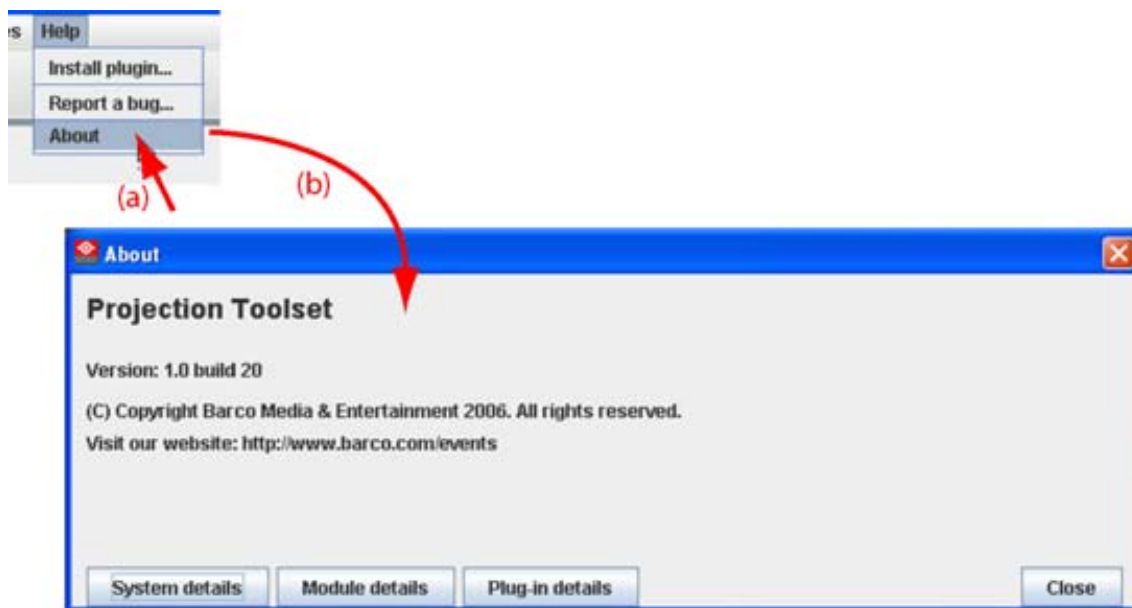 Help
Install plugin...
Report a bug...
About
(a)
(b)
About
Projection Toolset
Version: 1.0 build 20
(C) Copyright Barco Media & Entertainment 2006. All rights reserved.
Visit our website: http://www.barco.com/events
System details Module details Plug-in details Close